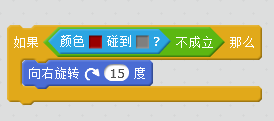 如果 颜色 碰到 ? 不成立 那么
向右旋转 15 度